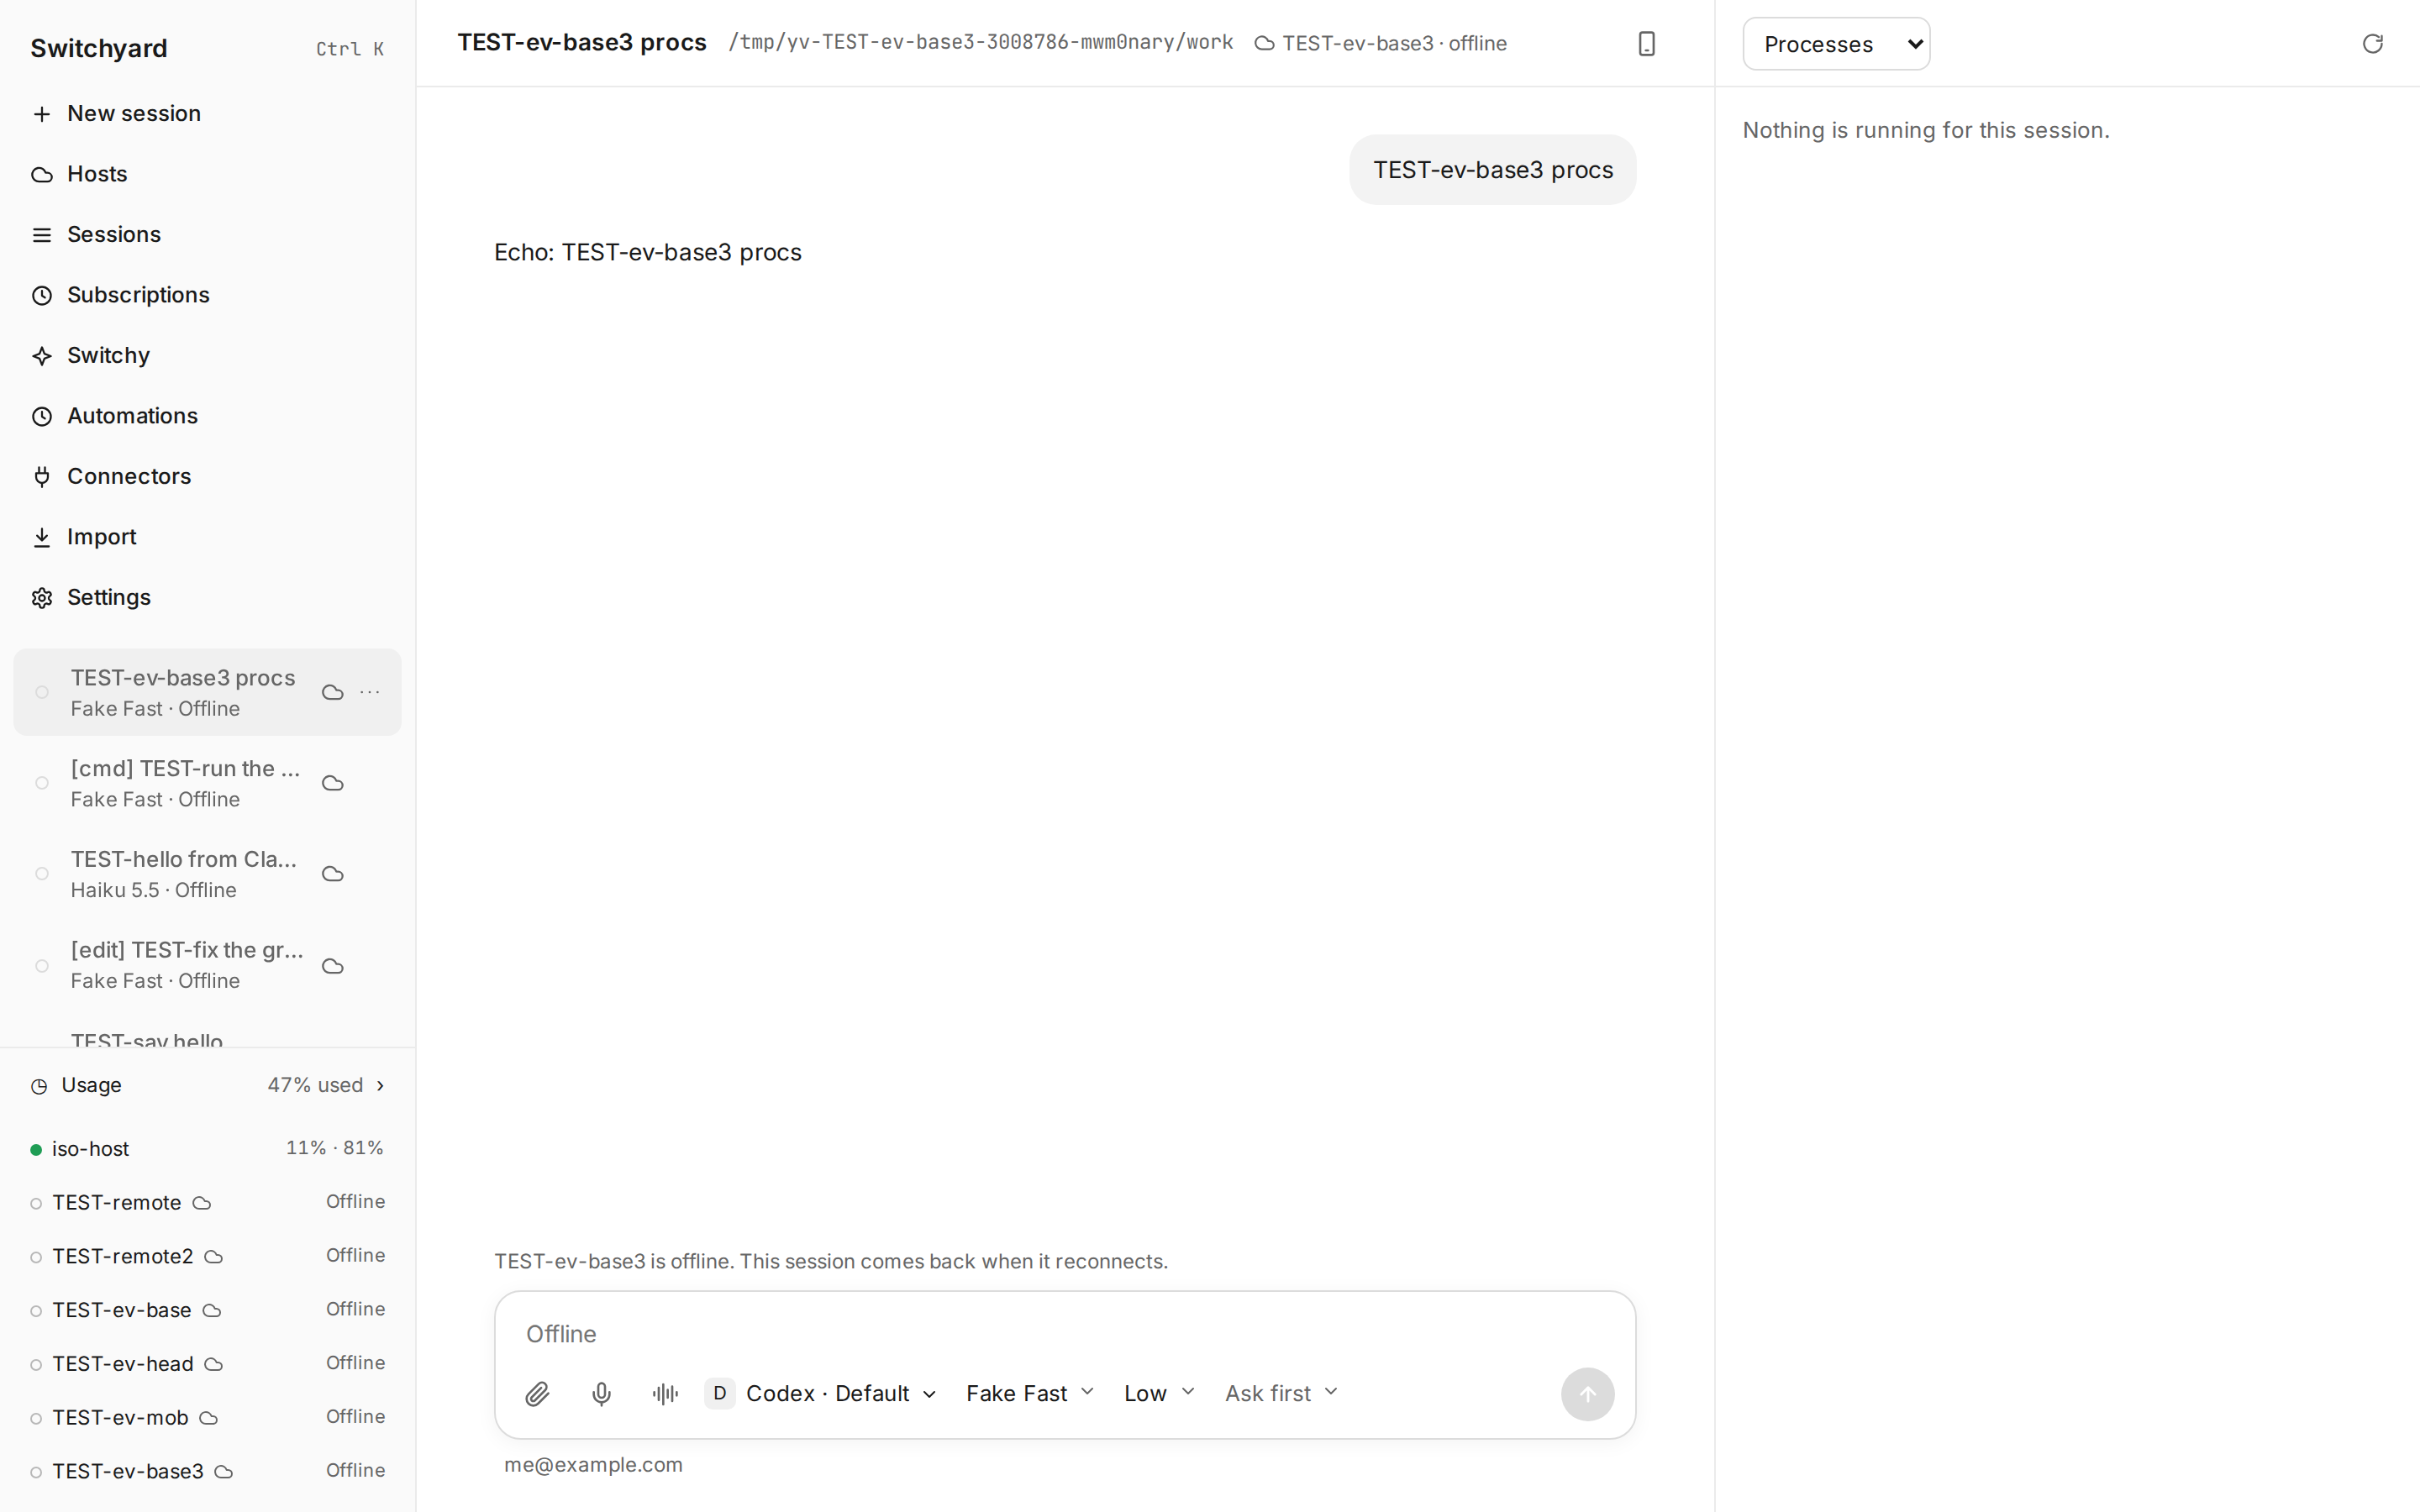 Switchyard
Ctrl K
New session
Hosts
Sessions
Subscriptions
Switchy
Automations
Connectors
Import
Settings
TEST-ev-base3 procs
Fake Fast · Offline
[cmd] TEST-run the ...
Fake Fast · Offline
TEST-hello from Cla...
Haiku 5.5 · Offline
[edit] TEST-fix the gr...
Fake Fast · Offline
TEST-say hello
Usage 47% used
iso-host 11% · 81%
TEST-remote Offline
TEST-remote2 Offline
TEST-ev-base Offline
TEST-ev-head Offline
TEST-ev-mob Offline
TEST-ev-base3 Offline
TEST-ev-base3 procs /tmp/yv-TEST-ev-base3-3008786-mwm0nary/work TEST-ev-base3 · offline
TEST-ev-base3 procs
Echo: TEST-ev-base3 procs
TEST-ev-base3 is offline. This session comes back when it reconnects.
Offline
D Codex · Default Fake Fast Low Ask first
me@example.com
Processes
Nothing is running for this session.